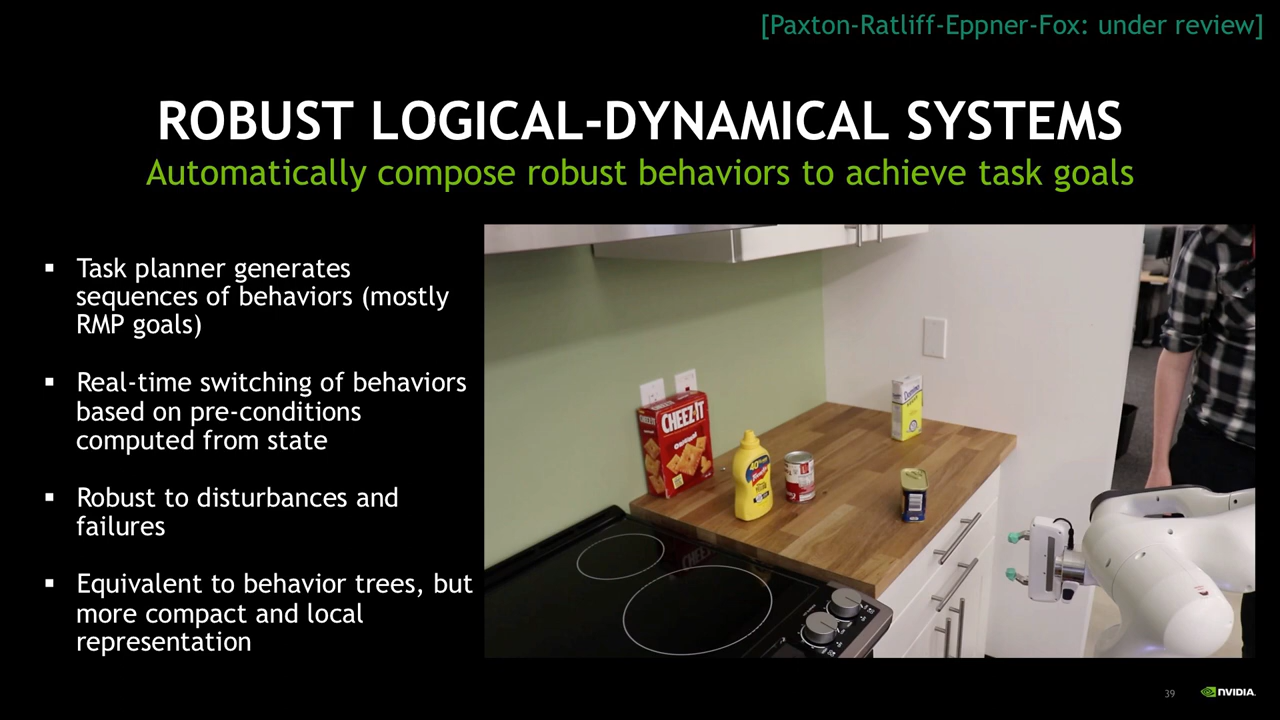 [Paxton-Ratliff-Eppner-Fox: under review]
ROBUST LOGICAL-DYNAMICAL SYSTEMS
Automatically compose robust behaviors to achieve task goals
▪ Task planner generates
sequences of behaviors (mostly
RMP goals)
▪ Real-time switching of behaviors
based on pre-conditions
computed from state
▪ Robust to disturbances and
failures
▪ Equivalent to behavior trees, but
more compact and local
representation
CHEEZ-IT
ORIGINAL
Domino
French's
39
NVIDIA